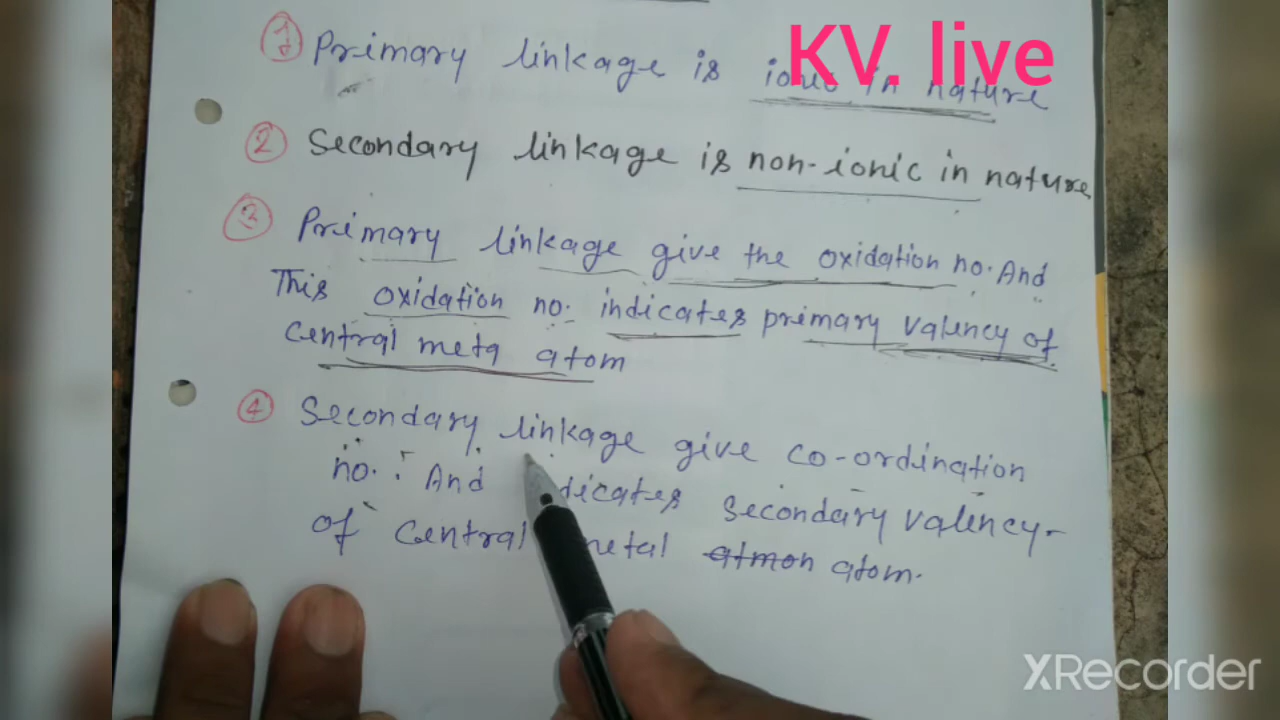 KV. live
① Primary linkage is ionic in nature
② Secondary linkage is non-ionic in nature
③ Primary linkage give the oxidation no. And
This oxidation no. indicates primary valency of
central meta atom
④ Secondary linkage give co-ordination
no. And indicates secondary valency
of central metal atmon atom.
XRecorder